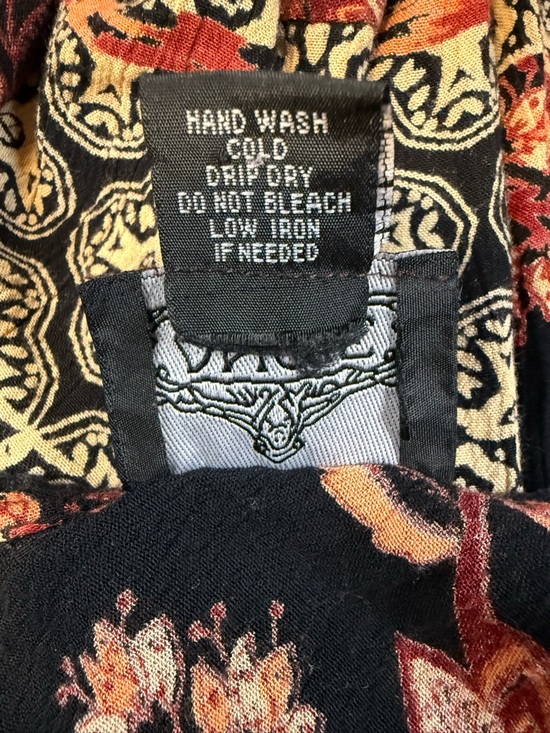 HAND WASH
COLD
DRIP DRY
DO NOT BLEACH
LOW IRON
IF NEEDED